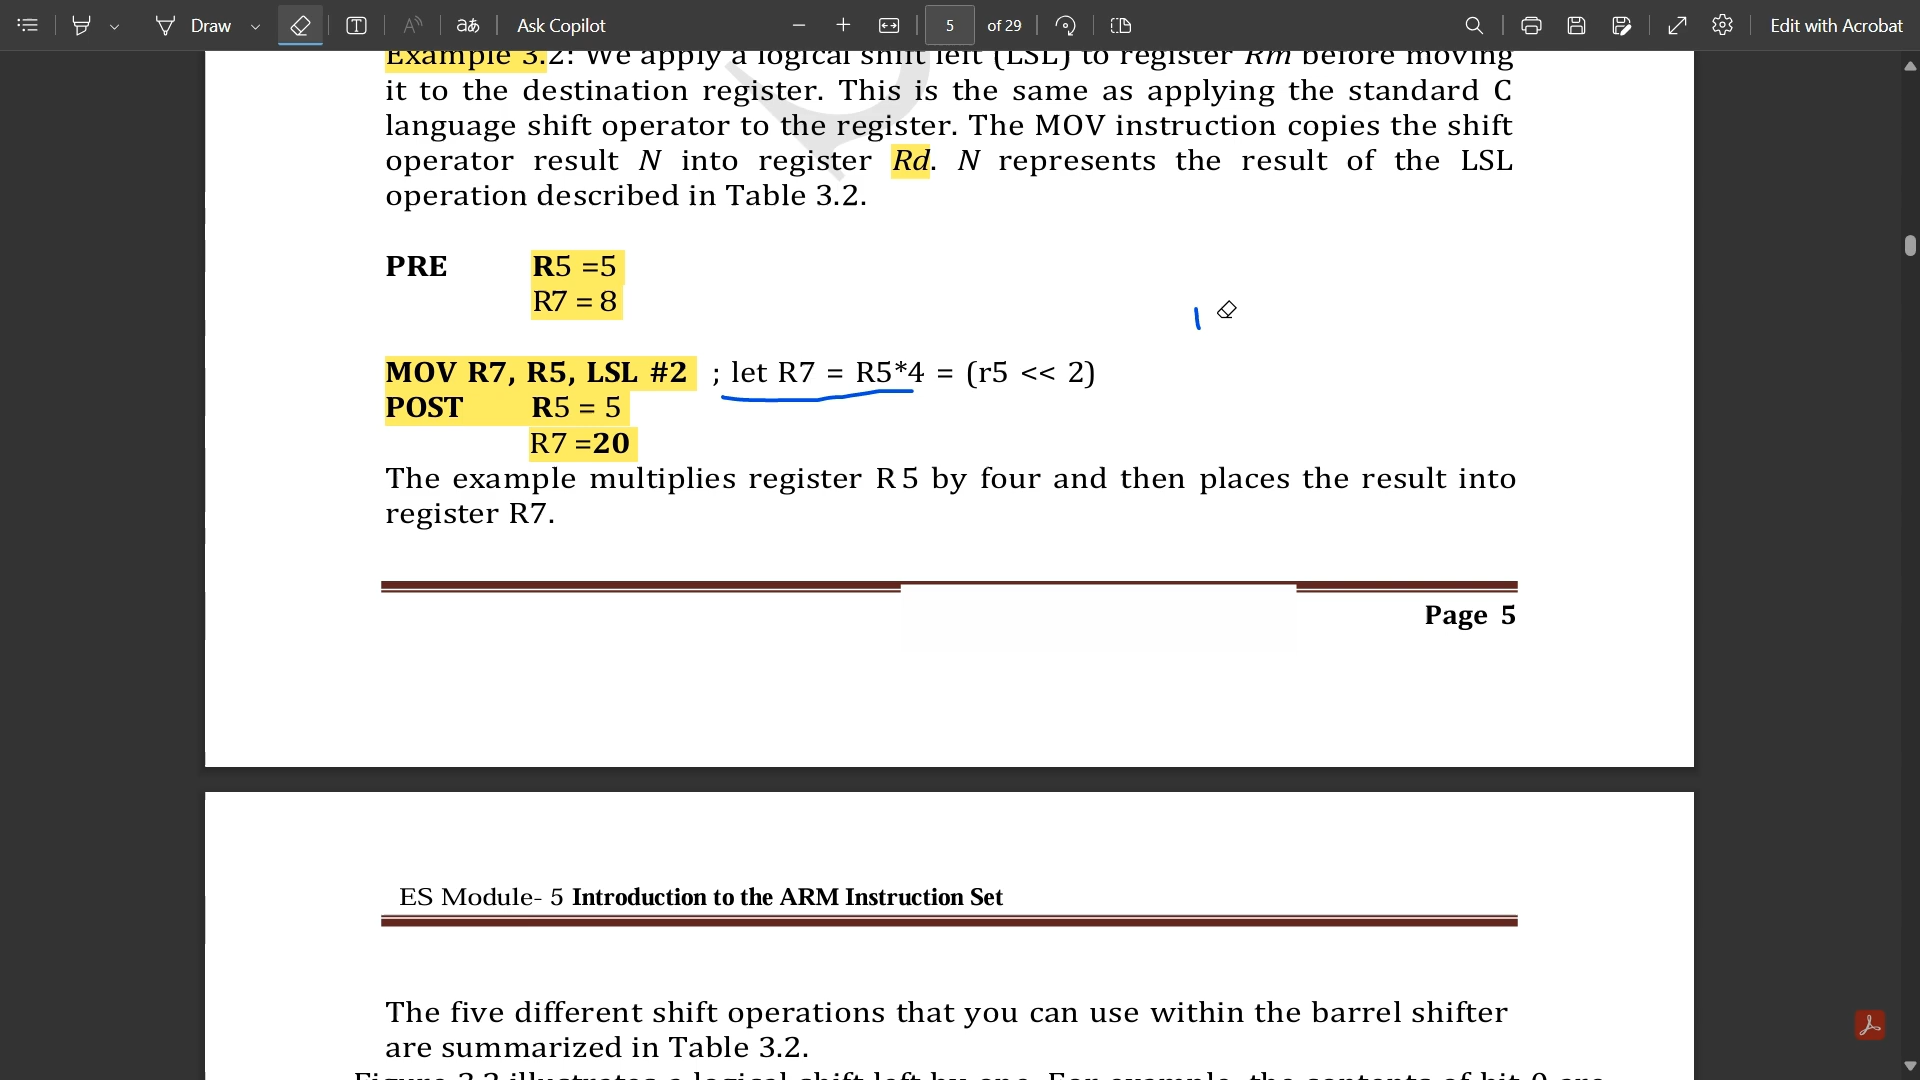 Draw
Ask Copilot
5
of 29
Edit with Acrobat
Example 3.2: We apply a logical shift left (LSL) to register Rm before moving
it to the destination register. This is the same as applying the standard C
language shift operator to the register. The MOV instruction copies the shift
operator result N into register Rd. N represents the result of the LSL
operation described in Table 3.2.
PRE R5 =5
R7 = 8
MOV R7, R5, LSL #2 ; let R7 = R5*4 = (r5 << 2)
POST R5 = 5
R7 =20
The example multiplies register R5 by four and then places the result into
register R7.
Page 5
ES Module- 5 Introduction to the ARM Instruction Set
The five different shift operations that you can use within the barrel shifter
are summarized in Table 3.2.